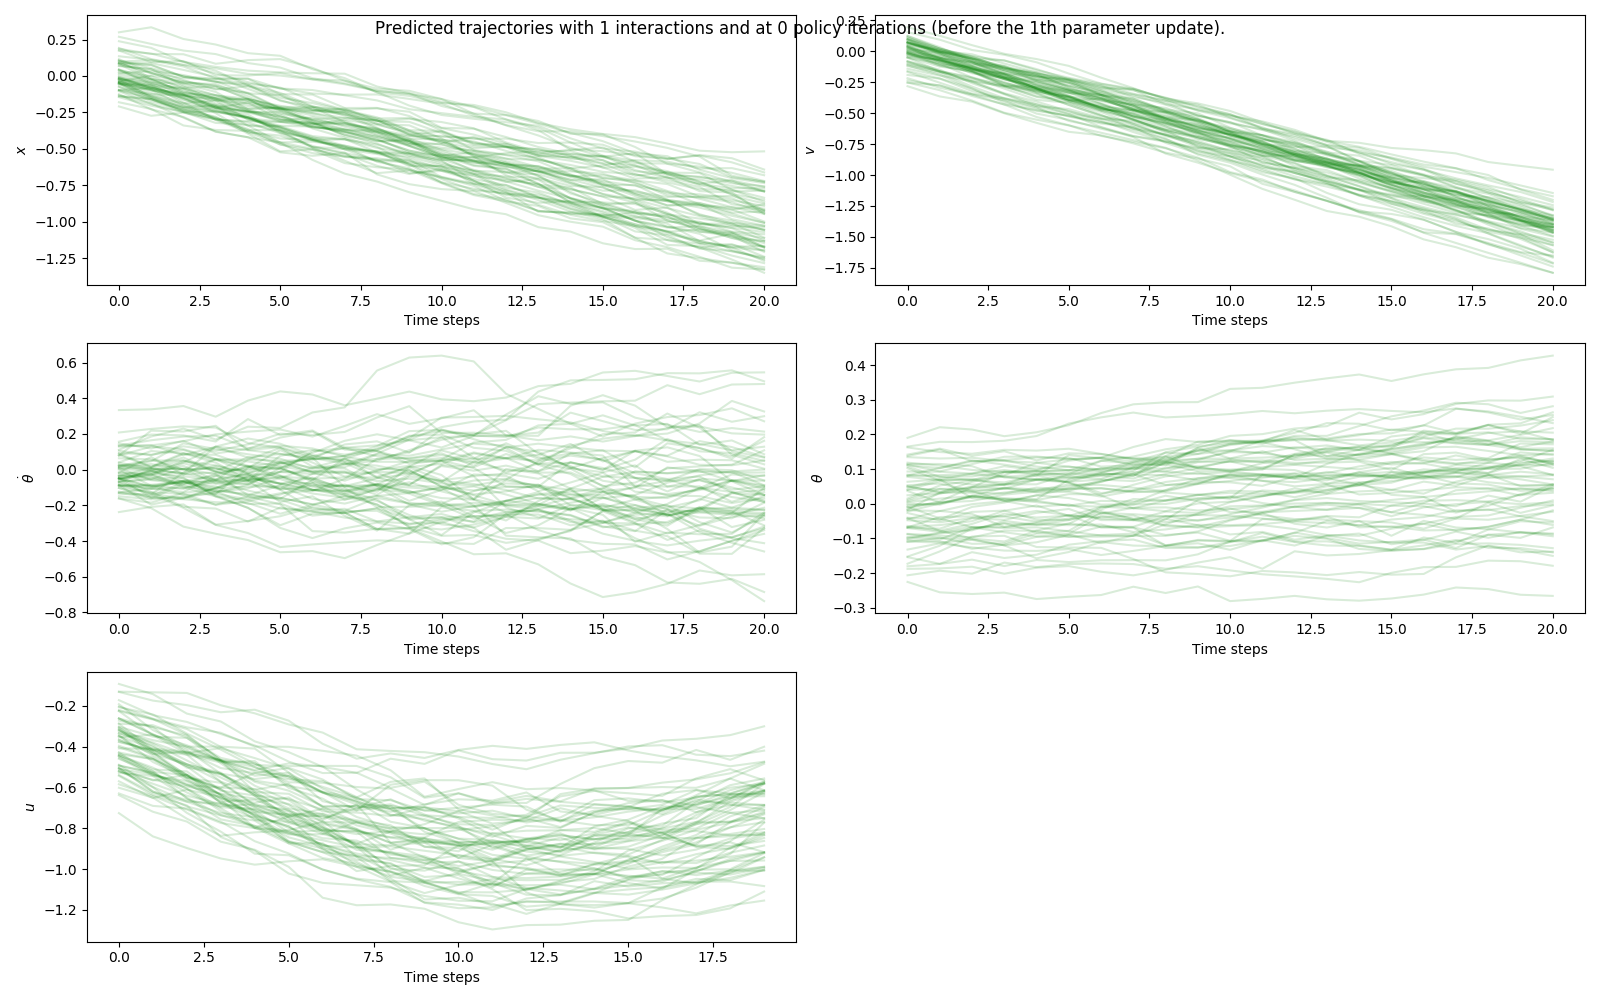 Predicted trajectories with 1 interactions and at 0 policy iterations (before the 1th parameter update).
0.25
0.00
−0.25
−0.50
−0.75
−1.00
−1.25
x
0.0 2.5 5.0 7.5 10.0 12.5 15.0 17.5 20.0
Time steps
0.25
0.00
−0.25
−0.50
−0.75
−1.00
−1.25
−1.50
−1.75
v
0.0 2.5 5.0 7.5 10.0 12.5 15.0 17.5 20.0
Time steps
0.6
0.4
0.2
0.0
−0.2
−0.4
−0.6
−0.8
θ̇
0.0 2.5 5.0 7.5 10.0 12.5 15.0 17.5 20.0
Time steps
0.4
0.3
0.2
0.1
0.0
−0.1
−0.2
−0.3
θ
0.0 2.5 5.0 7.5 10.0 12.5 15.0 17.5 20.0
Time steps
−0.2
−0.4
−0.6
−0.8
−1.0
−1.2
u
0.0 2.5 5.0 7.5 10.0 12.5 15.0 17.5
Time steps